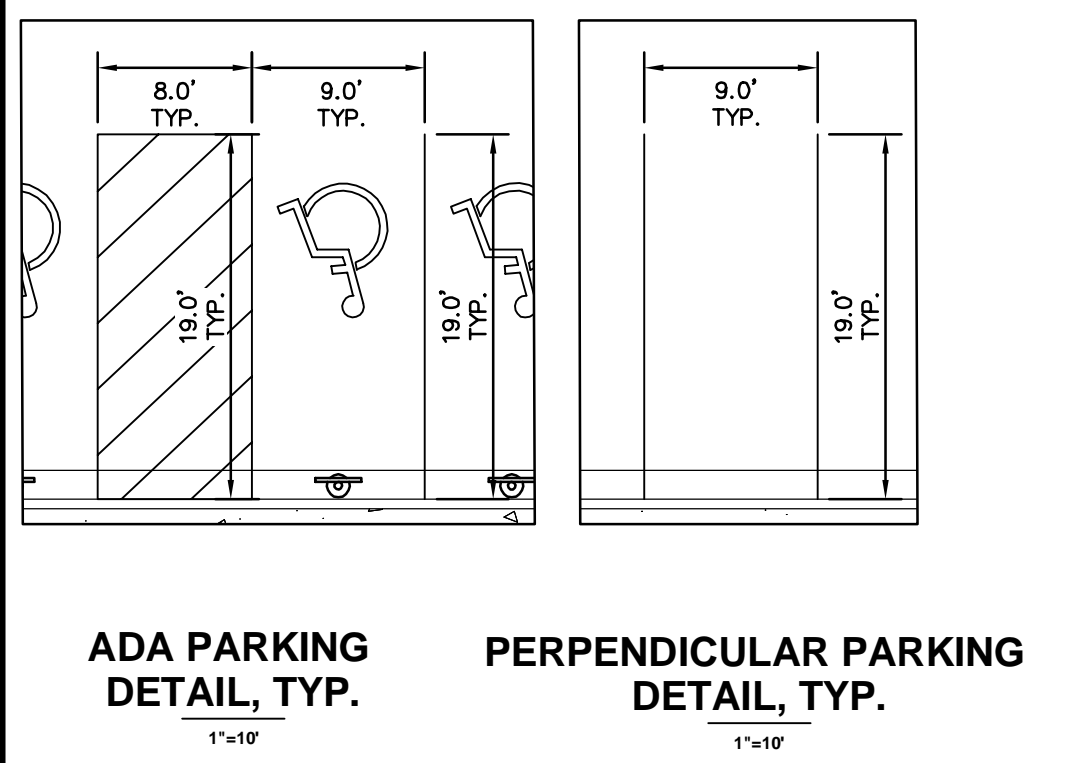 8.0'
TYP.
9.0'
TYP.
19.0'
TYP.
19.0'
TYP.
9.0'
TYP.
19.0'
TYP.
ADA PARKING
DETAIL, TYP.
1"=10'
PERPENDICULAR PARKING
DETAIL, TYP.
1"=10'